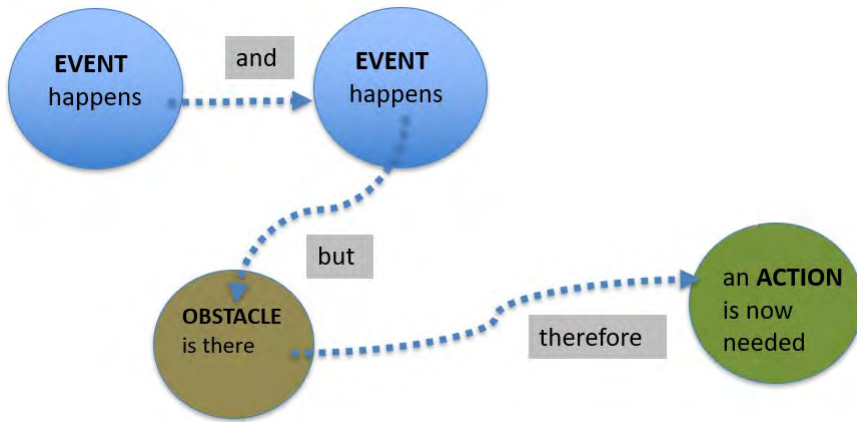 EVENT
happens
and
EVENT
happens
but
OBSTACLE
is there
therefore
an ACTION
is now
needed